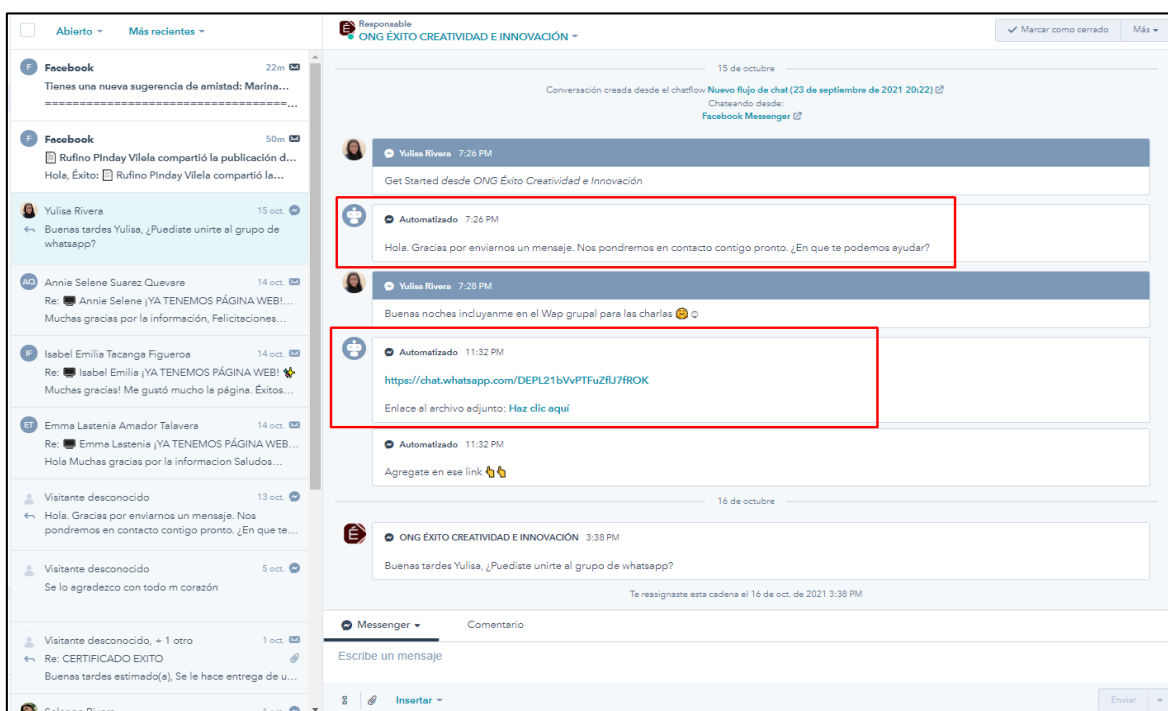 Abierto
Más recientes
F
Facebook
22m
Tienes una nueva sugerencia de amistad: Marina...
====================================...
F
Facebook
50m
Rufino PInday Vilela compartió la publicación d...
Hola, Éxito: Rufino PInday Vilela compartió la...
Yulisa Rivera
15 oct.
Buenas tardes Yulisa, ¿Pudiste unirte al grupo de
whatsapp?
AQ
Annie Selene Suarez Quevare
14 oct.
Re: Annie Selene ¡YA TENEMOS PÁGINA WEB!...
Muchas gracias por la información, Felicitaciones...
IF
Isabel Emilia Tacanga Figueroa
14 oct.
Re: Isabel Emilia ¡YA TENEMOS PÁGINA WEB!
Muchas gracias! Me gustó mucho la página. Éxitos...
ET
Emma Lastenia Amador Talavera
14 oct.
Re: Emma Lastenia ¡YA TENEMOS PÁGINA WEB...
Hola Muchas gracias por la informacion Saludos...
Visitante desconocido
13 oct.
Hola. Gracias por enviarnos un mensaje. Nos
pondremos en contacto contigo pronto. ¿En que te...
Visitante desconocido
5 oct.
Se lo agradezco con todo m corazón
Visitante desconocido, + 1 otro
1 oct.
Re: CERTIFICADO EXITO
Buenas tardes estimado(a), Se le hace entrega de u...
Responsable
ONG ÉXITO CREATIVIDAD E INNOVACIÓN
Marcar como cerrado
Más
15 de octubre
Conversación creada desde el chatflow Nuevo flujo de chat (23 de septiembre de 2021 20:22)
Chateando desde:
Facebook Messenger
Yulisa Rivera 7:26 PM
Get Started desde ONG Éxito Creatividad e Innovación
Automatizado 7:26 PM
Hola. Gracias por enviarnos un mensaje. Nos pondremos en contacto contigo pronto. ¿En que te podemos ayudar?
Yulisa Rivera 7:28 PM
Buenas noches incluyanme en el Wap grupal para las charlas
Automatizado 11:32 PM
https://chat.whatsapp.com/DEPL21bVvPTFuZflJ7fROK
Enlace al archivo adjunto: Haz clic aquí
Automatizado 11:32 PM
Agregate en ese link
16 de octubre
É
ONG ÉXITO CREATIVIDAD E INNOVACIÓN 3:38 PM
Buenas tardes Yulisa, ¿Puediste unirte al grupo de whatsapp?
Te reasignaste esta cadena el 16 de oct. de 2021 3:38 PM
Messenger
Comentario
Escribe un mensaje
Insertar
Enviar